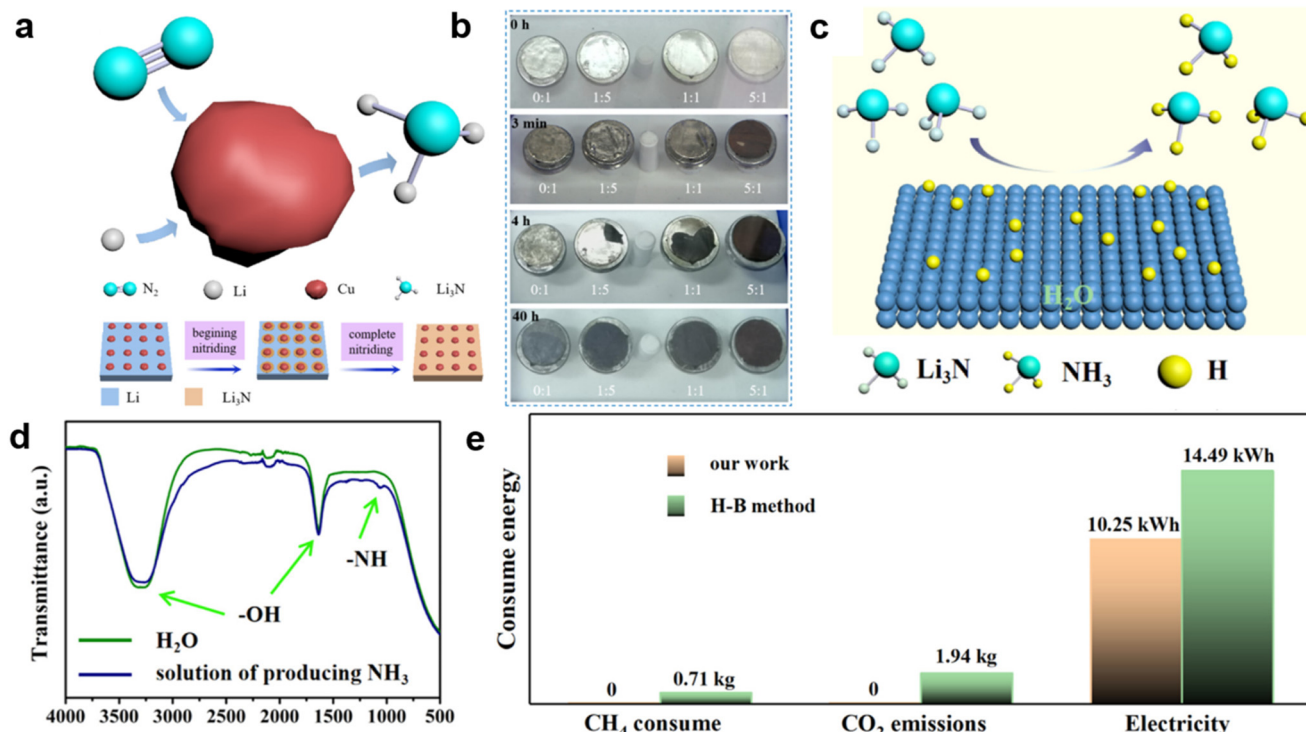 a
N₂
Li
Cu
Li₃N
begining
nitriding
complete
nitriding
Li
Li₃N
b
0 h
0:1
1:5
1:1
5:1
3 min
0:1
1:5
1:1
5:1
4 h
0:1
1:5
1:1
5:1
40 h
0:1
1:5
1:1
5:1
c
H₂O
Li₃N
NH₃
H
d
Transmittance (a.u.)
-NH
-OH
H₂O
solution of producing NH₃
4000
3500
3000
2500
2000
1500
1000
500
e
Consume energy
our work
H-B method
14.49 kWh
10.25 kWh
1.94 kg
0.71 kg
0
0
CH₄ consume
CO₂ emissions
Electricity